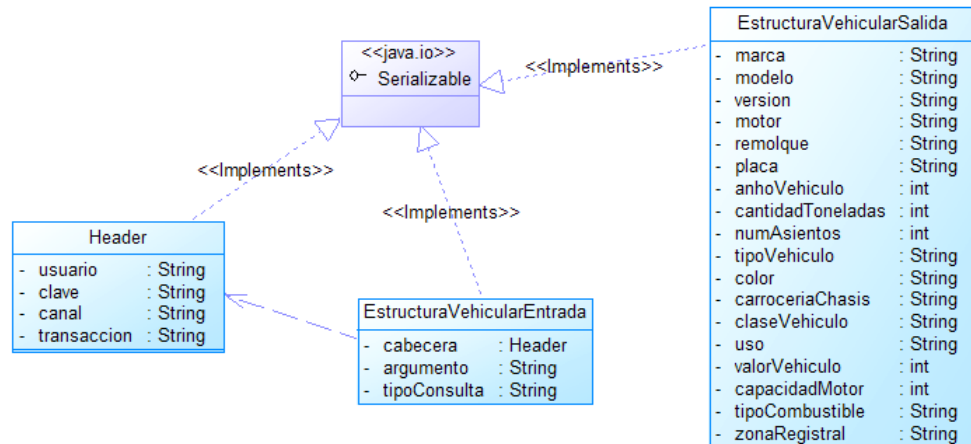 <<java.io>>
Serializable
<<Implements>>
<<Implements>>
<<Implements>>
Header
- usuario : String
- clave : String
- canal : String
- transaccion : String
EstructuraVehicularEntrada
- cabecera : Header
- argumento : String
- tipoConsulta : String
EstructuraVehicularSalida
- marca : String
- modelo : String
- version : String
- motor : String
- remolque : String
- placa : String
- anhoVehiculo : int
- cantidadToneladas : int
- numAsientos : int
- tipoVehiculo : String
- color : String
- carroceriaChasis : String
- claseVehiculo : String
- uso : String
- valorVehiculo : int
- capacidadMotor : int
- tipoCombustible : String
- zonaRegistral : String